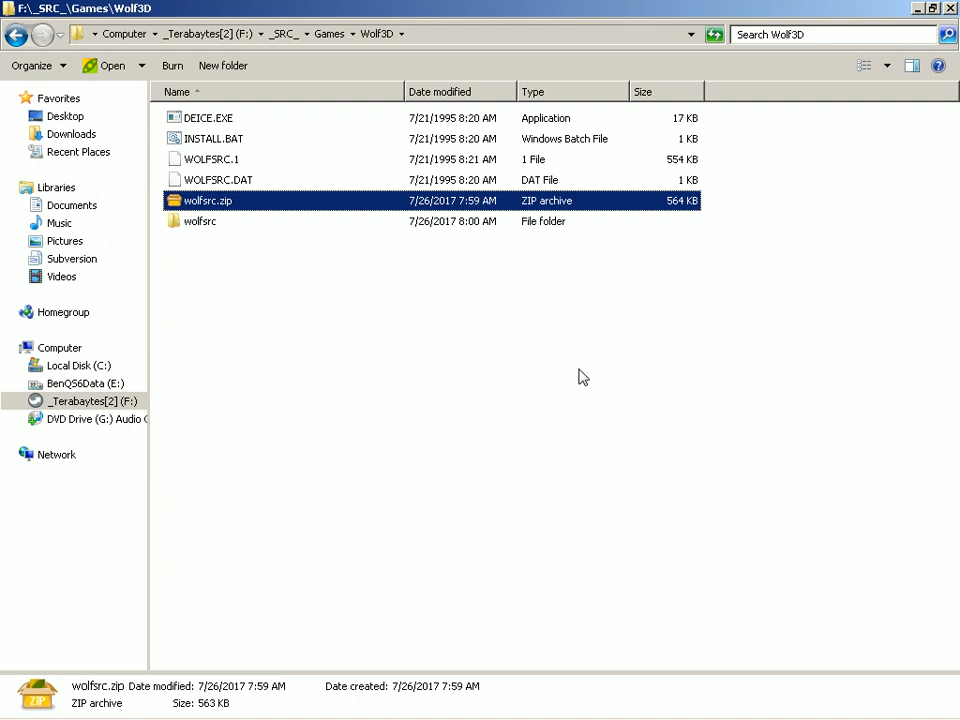 F:\_SRC_\Games\Wolf3D
Computer _Terabaytes[2] (F:) _SRC_ Games Wolf3D
Search Wolf3D
Organize Open Burn New folder
Favorites
Desktop
Downloads
Recent Places
Libraries
Documents
Music
Pictures
Subversion
Videos
Homegroup
Computer
Local Disk (C:)
BenQS6Data (E:)
_Terabaytes[2] (F:)
DVD Drive (G:) Audio
Network
Name Date modified Type Size
DEICE.EXE 7/21/1995 8:20 AM Application 17 KB
INSTALL.BAT 7/21/1995 8:20 AM Windows Batch File 1 KB
WOLFSRC.1 7/21/1995 8:21 AM 1 File 554 KB
WOLFSRC.DAT 7/21/1995 8:20 AM DAT File 1 KB
wolfsrc.zip 7/26/2017 7:59 AM ZIP archive 564 KB
wolfsrc 7/26/2017 8:00 AM File folder
ZIP
wolfsrc.zip Date modified: 7/26/2017 7:59 AM Date created: 7/26/2017 7:59 AM
ZIP archive Size: 563 KB